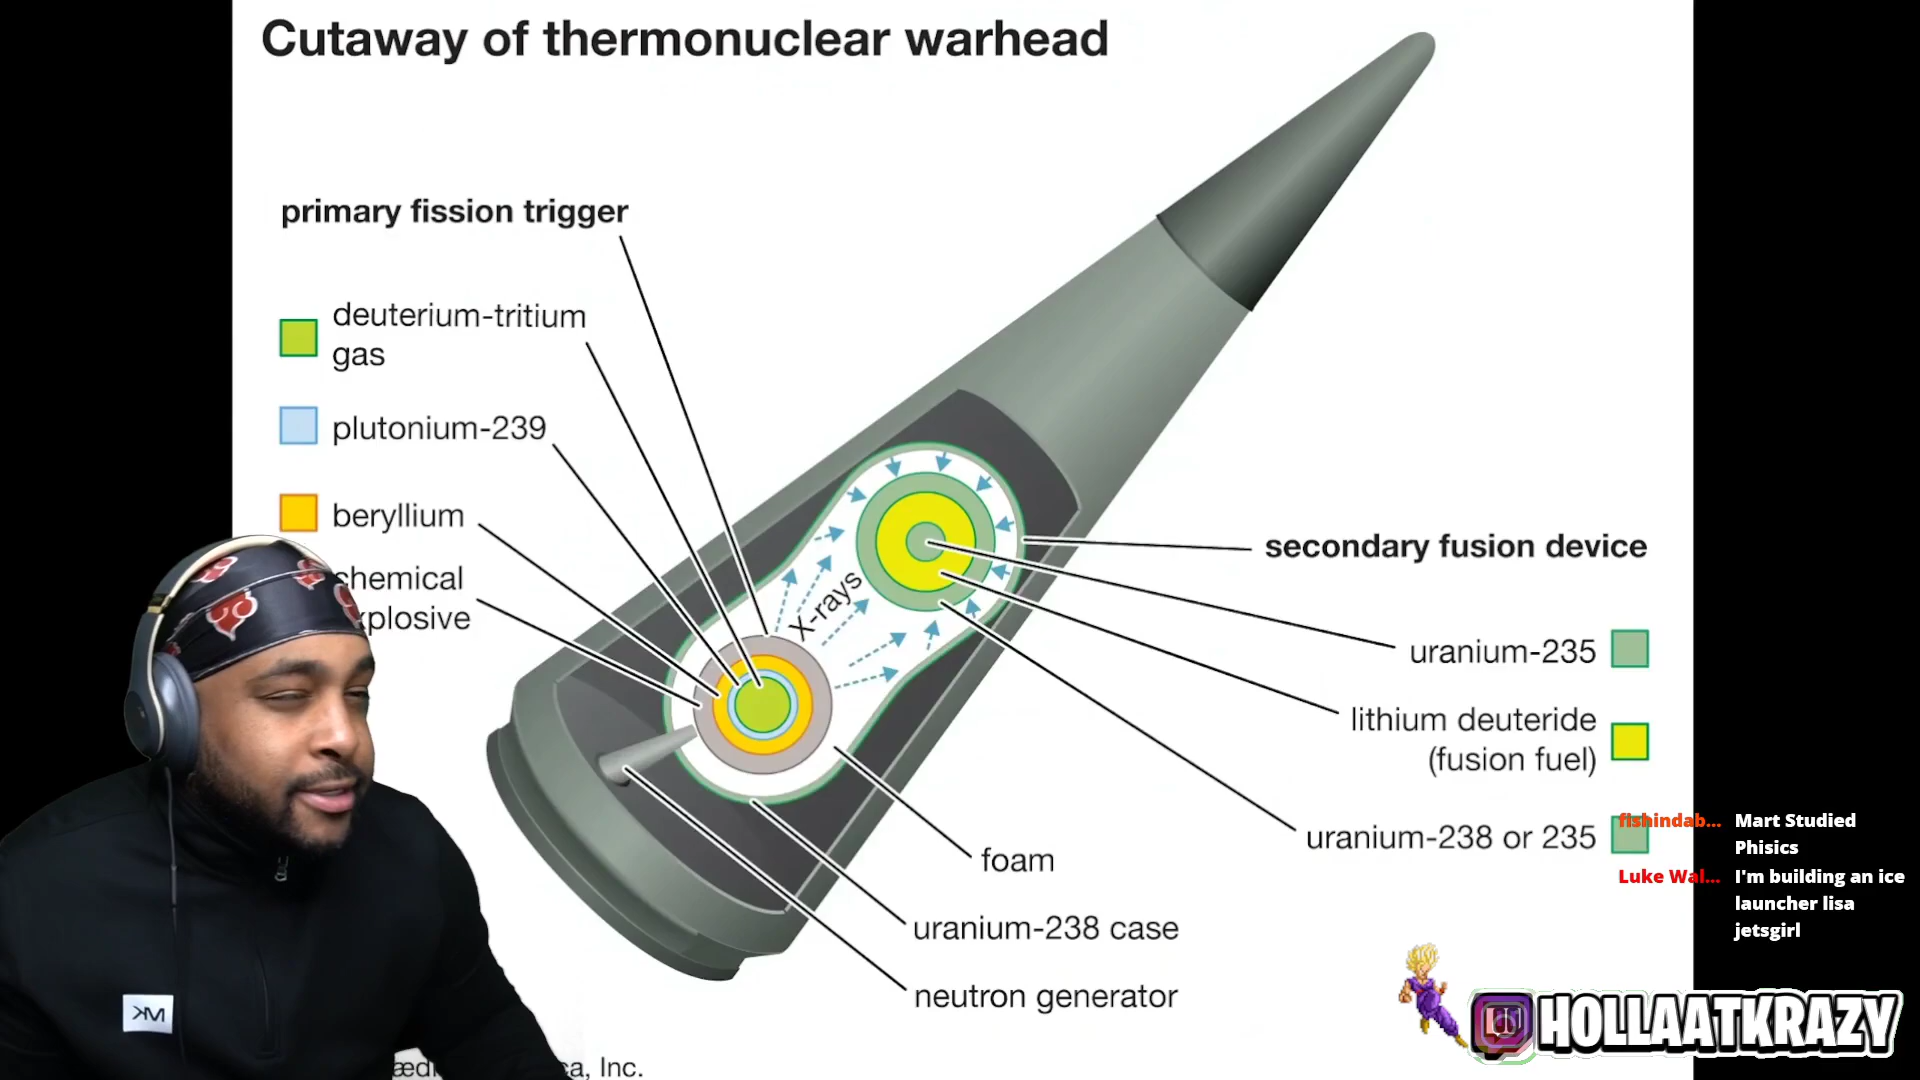 Cutaway of thermonuclear warhead
primary fission trigger
deuterium-tritium
gas
plutonium-239
beryllium
chemical
explosive
X-rays
secondary fusion device
uranium-235
lithium deuteride
(fusion fuel)
uranium-238 or 235
foam
uranium-238 case
neutron generator
fishindab... Mart Studied
Phisics
Luke Wal... I'm building an ice
launcher lisa
jetsgirl
HOLLAATKRAZY
Inc.